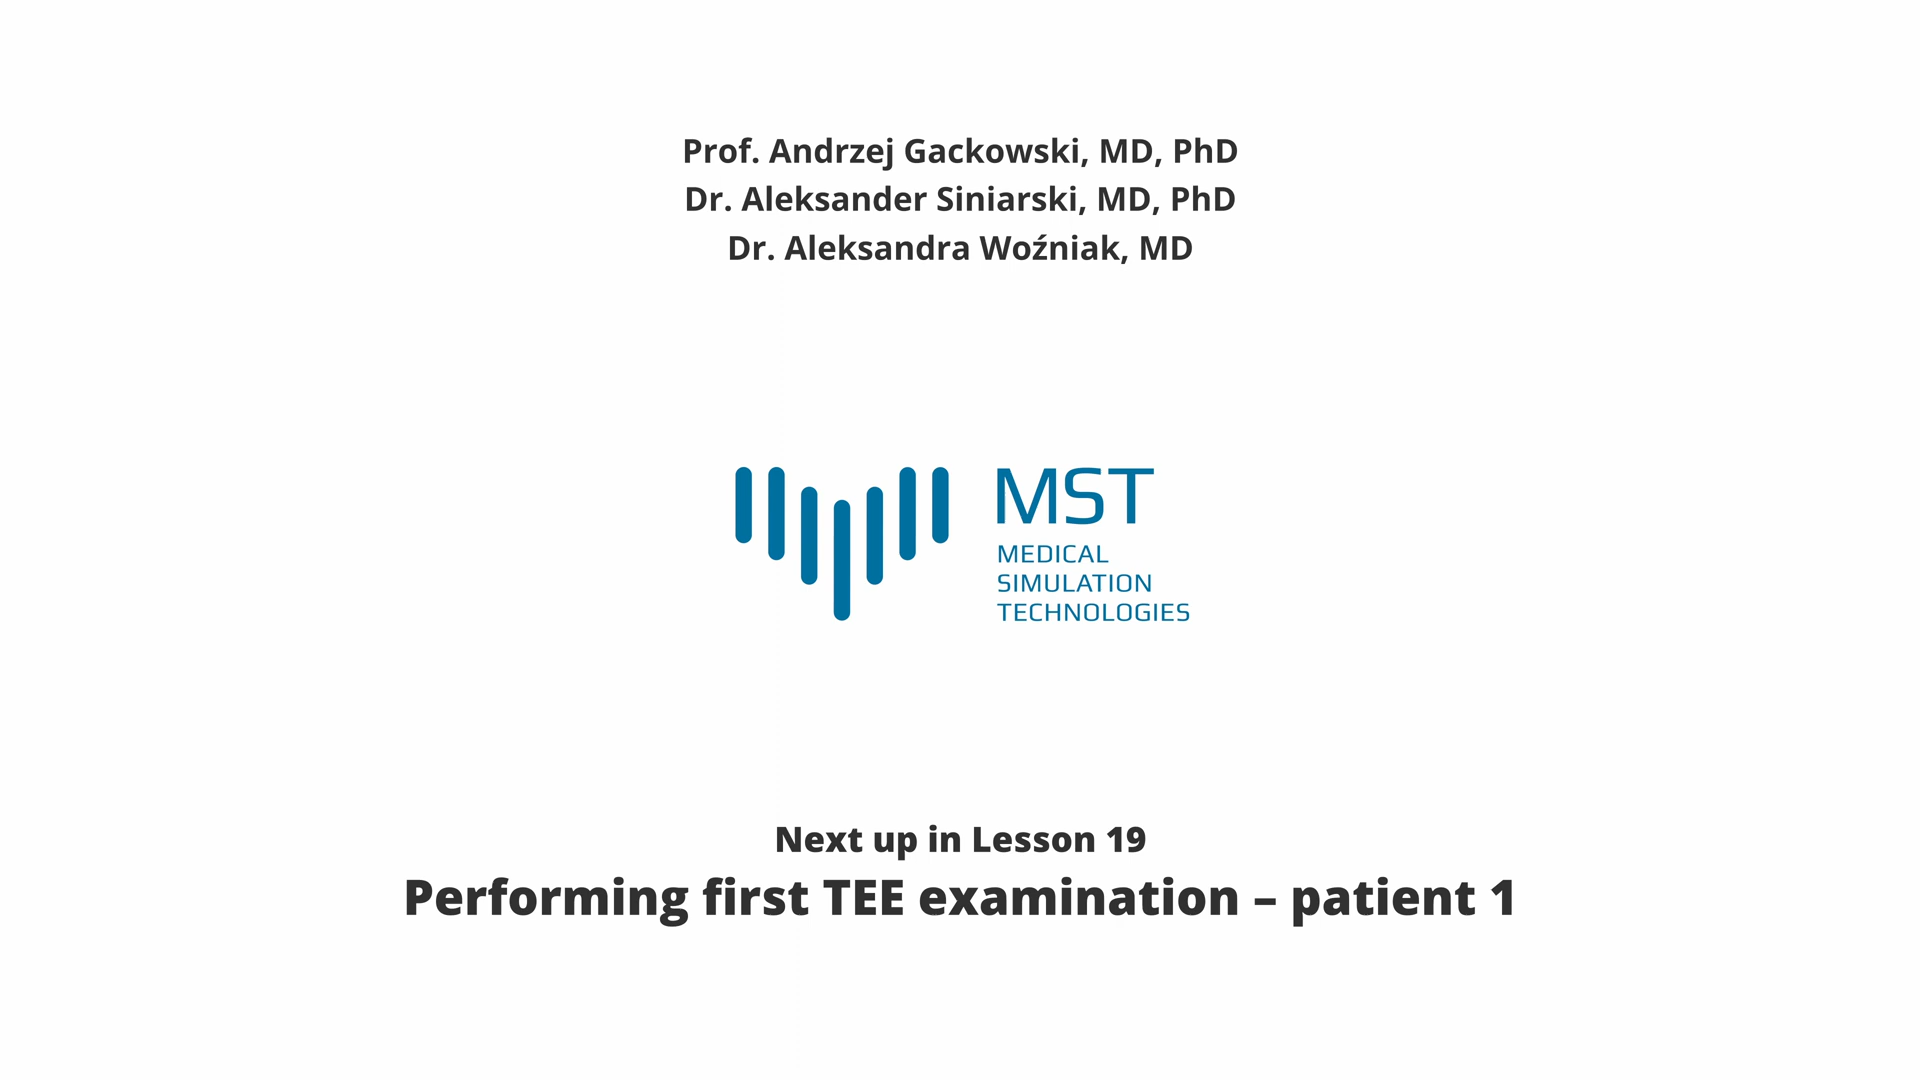 Prof. Andrzej Gackowski, MD, PhD
Dr. Aleksander Siniarski, MD, PhD
Dr. Aleksandra Woźniak, MD
MST
MEDICAL
SIMULATION
TECHNOLOGIES
Next up in Lesson 19
Performing first TEE examination – patient 1